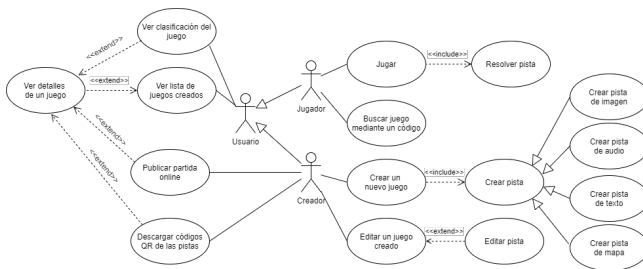 Ver clasificación del
juego
<<extend>>
Ver detalles
de un juego
<<extend>>
Ver lista de
juegos creados
Usuario
<<extend>>
Publicar partida
online
<<extend>>
Descargar códigos
QR de las pistas
Jugador
Jugar
<<include>>
Resolver pista
Buscar juego
mediante un código
Creador
Crear un
nuevo juego
<<include>>
Crear pista
Editar un juego
creado
<<extend>>
Editar pista
Crear pista
de imagen
Crear pista
de audio
Crear pista
de texto
Crear pista
de mapa